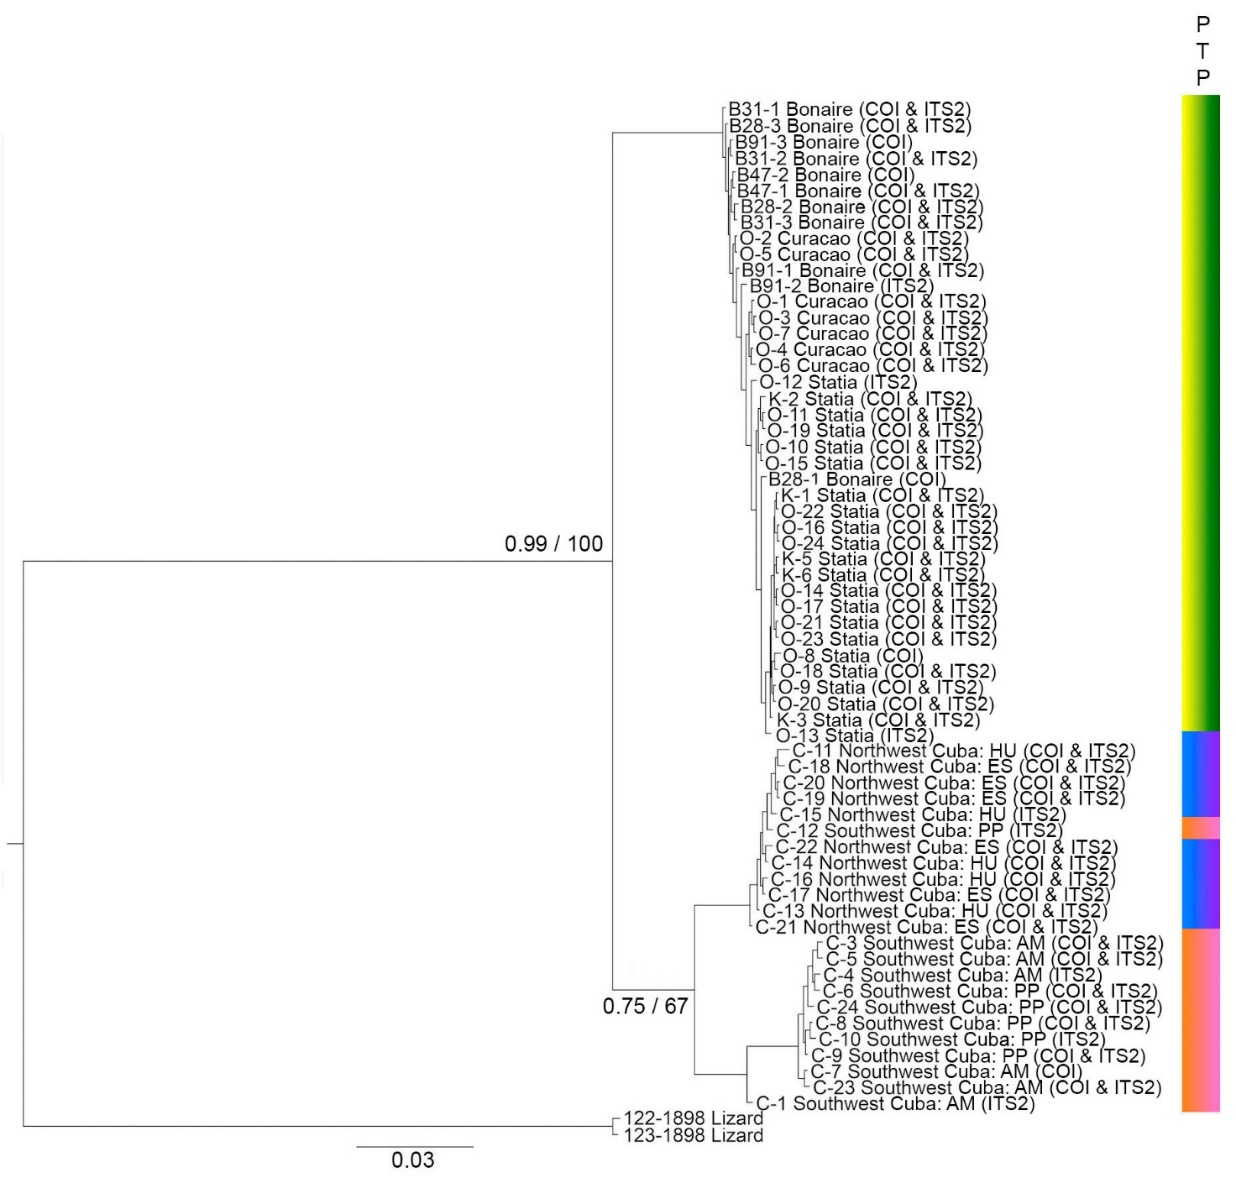 P
T
P
B31-1 Bonaire (COI & ITS2)
B28-3 Bonaire (COI & ITS2)
B91-3 Bonaire (COI)
B31-2 Bonaire (COI & ITS2)
B47-2 Bonaire (COI)
B47-1 Bonaire (COI & ITS2)
B28-2 Bonaire (COI & ITS2)
B31-3 Bonaire (COI & ITS2)
O-2 Curacao (COI & ITS2)
O-5 Curacao (COI & ITS2)
B91-1 Bonaire (COI & ITS2)
B91-2 Bonaire (ITS2)
O-1 Curacao (COI & ITS2)
O-3 Curacao (COI & ITS2)
O-7 Curacao (COI & ITS2)
O-4 Curacao (COI & ITS2)
O-6 Curacao (COI & ITS2)
O-12 Statia (ITS2)
K-2 Statia (COI & ITS2)
O-11 Statia (COI & ITS2)
O-19 Statia (COI & ITS2)
O-10 Statia (COI & ITS2)
O-15 Statia (COI & ITS2)
B28-1 Bonaire (COI)
K-1 Statia (COI & ITS2)
O-22 Statia (COI & ITS2)
O-16 Statia (COI & ITS2)
O-24 Statia (COI & ITS2)
0.99 / 100
K-5 Statia (COI & ITS2)
K-6 Statia (COI & ITS2)
O-14 Statia (COI & ITS2)
O-17 Statia (COI & ITS2)
O-21 Statia (COI & ITS2)
O-23 Statia (COI & ITS2)
O-8 Statia (COI)
O-18 Statia (COI & ITS2)
O-9 Statia (COI & ITS2)
O-20 Statia (COI & ITS2)
K-3 Statia (COI & ITS2)
O-13 Statia (ITS2)
C-11 Northwest Cuba: HU (COI & ITS2)
C-18 Northwest Cuba: ES (COI & ITS2)
C-20 Northwest Cuba: ES (COI & ITS2)
C-19 Northwest Cuba: ES (COI & ITS2)
C-15 Northwest Cuba: HU (ITS2)
C-12 Southwest Cuba: PP (ITS2)
C-22 Northwest Cuba: ES (COI & ITS2)
C-14 Northwest Cuba: HU (COI & ITS2)
C-16 Northwest Cuba: HU (COI & ITS2)
C-17 Northwest Cuba: ES (COI & ITS2)
C-13 Northwest Cuba: HU (COI & ITS2)
C-21 Northwest Cuba: ES (COI & ITS2)
C-3 Southwest Cuba: AM (COI & ITS2)
C-5 Southwest Cuba: AM (COI & ITS2)
C-4 Southwest Cuba: AM (ITS2)
C-6 Southwest Cuba: PP (COI & ITS2)
0.75 / 67
C-24 Southwest Cuba: PP (COI & ITS2)
C-8 Southwest Cuba: PP (COI & ITS2)
C-10 Southwest Cuba: PP (ITS2)
C-9 Southwest Cuba: PP (COI & ITS2)
C-7 Southwest Cuba: AM (COI)
C-23 Southwest Cuba: AM (COI & ITS2)
C-1 Southwest Cuba: AM (ITS2)
122-1898 Lizard
123-1898 Lizard
0.03